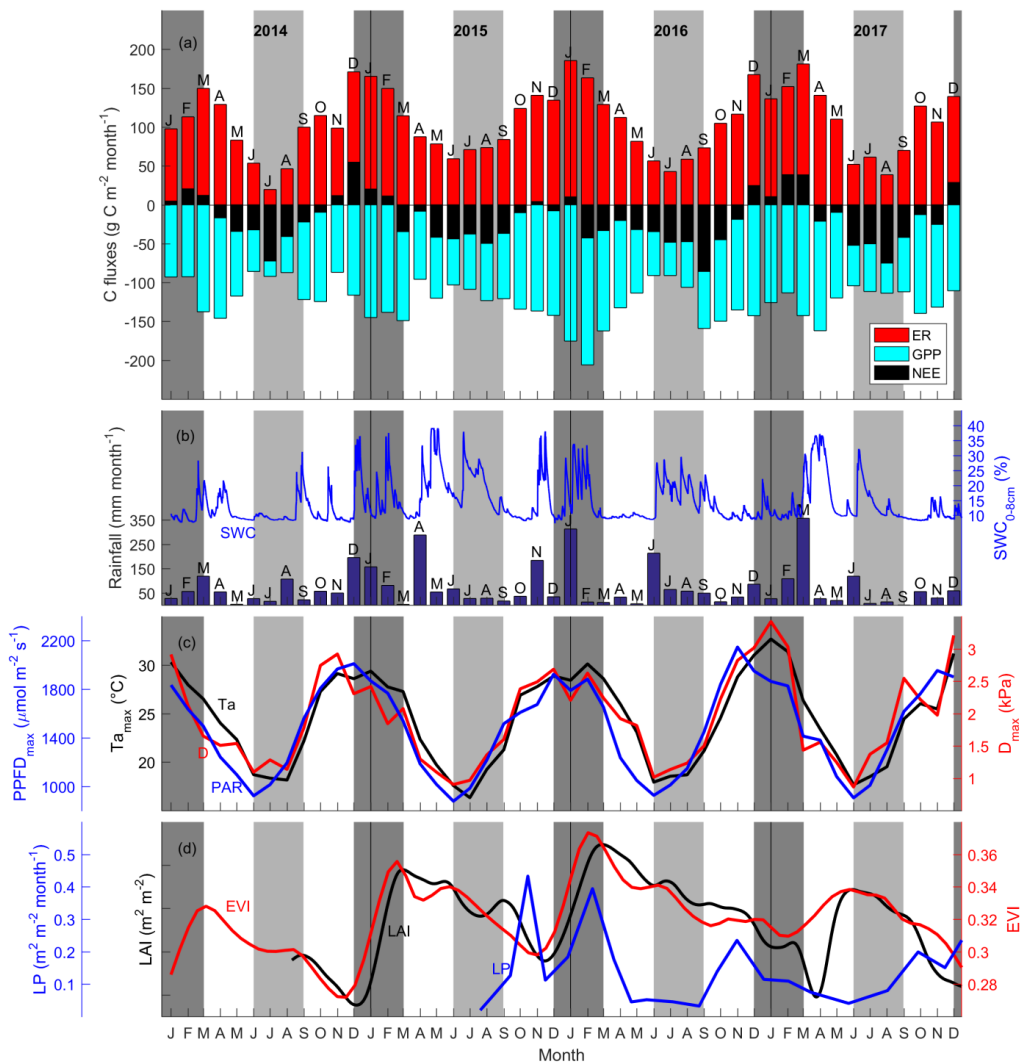 2014 2015 2016 2017
(a)
C fluxes (g C m-2 month-1)
200
150
100
50
0
-50
-100
-150
-200
J F M A M J J A S O N D J F M A M J J A S O N D J F M A M J J A S O N D J F M A M J J A S O N D
ER
GPP
NEE
(b)
Rainfall (mm month-1)
350
250
150
50
SWC
J F M A M J J A S O N D J F M A M J J A S O N D J F M A M J J A S O N D J F M A M J J A S O N D
40
35
30
25
20
15
10
SWC0-8cm (%)
(c)
PPFDmax (μmol m-2 s-1)
2200
1800
1400
1000
Tamax (°C)
30
25
20
Ta
D
PAR
3
2.5
2
1.5
1
Dmax (kPa)
(d)
LP (m2 m-2 month-1)
0.5
0.4
0.3
0.2
0.1
LAI (m2 m-2)
EVI
LAI
LP
0.36
0.34
0.32
0.3
0.28
EVI
J F M A M J J A S O N D J F M A M J J A S O N D J F M A M J J A S O N D J F M A M J J A S O N D
Month